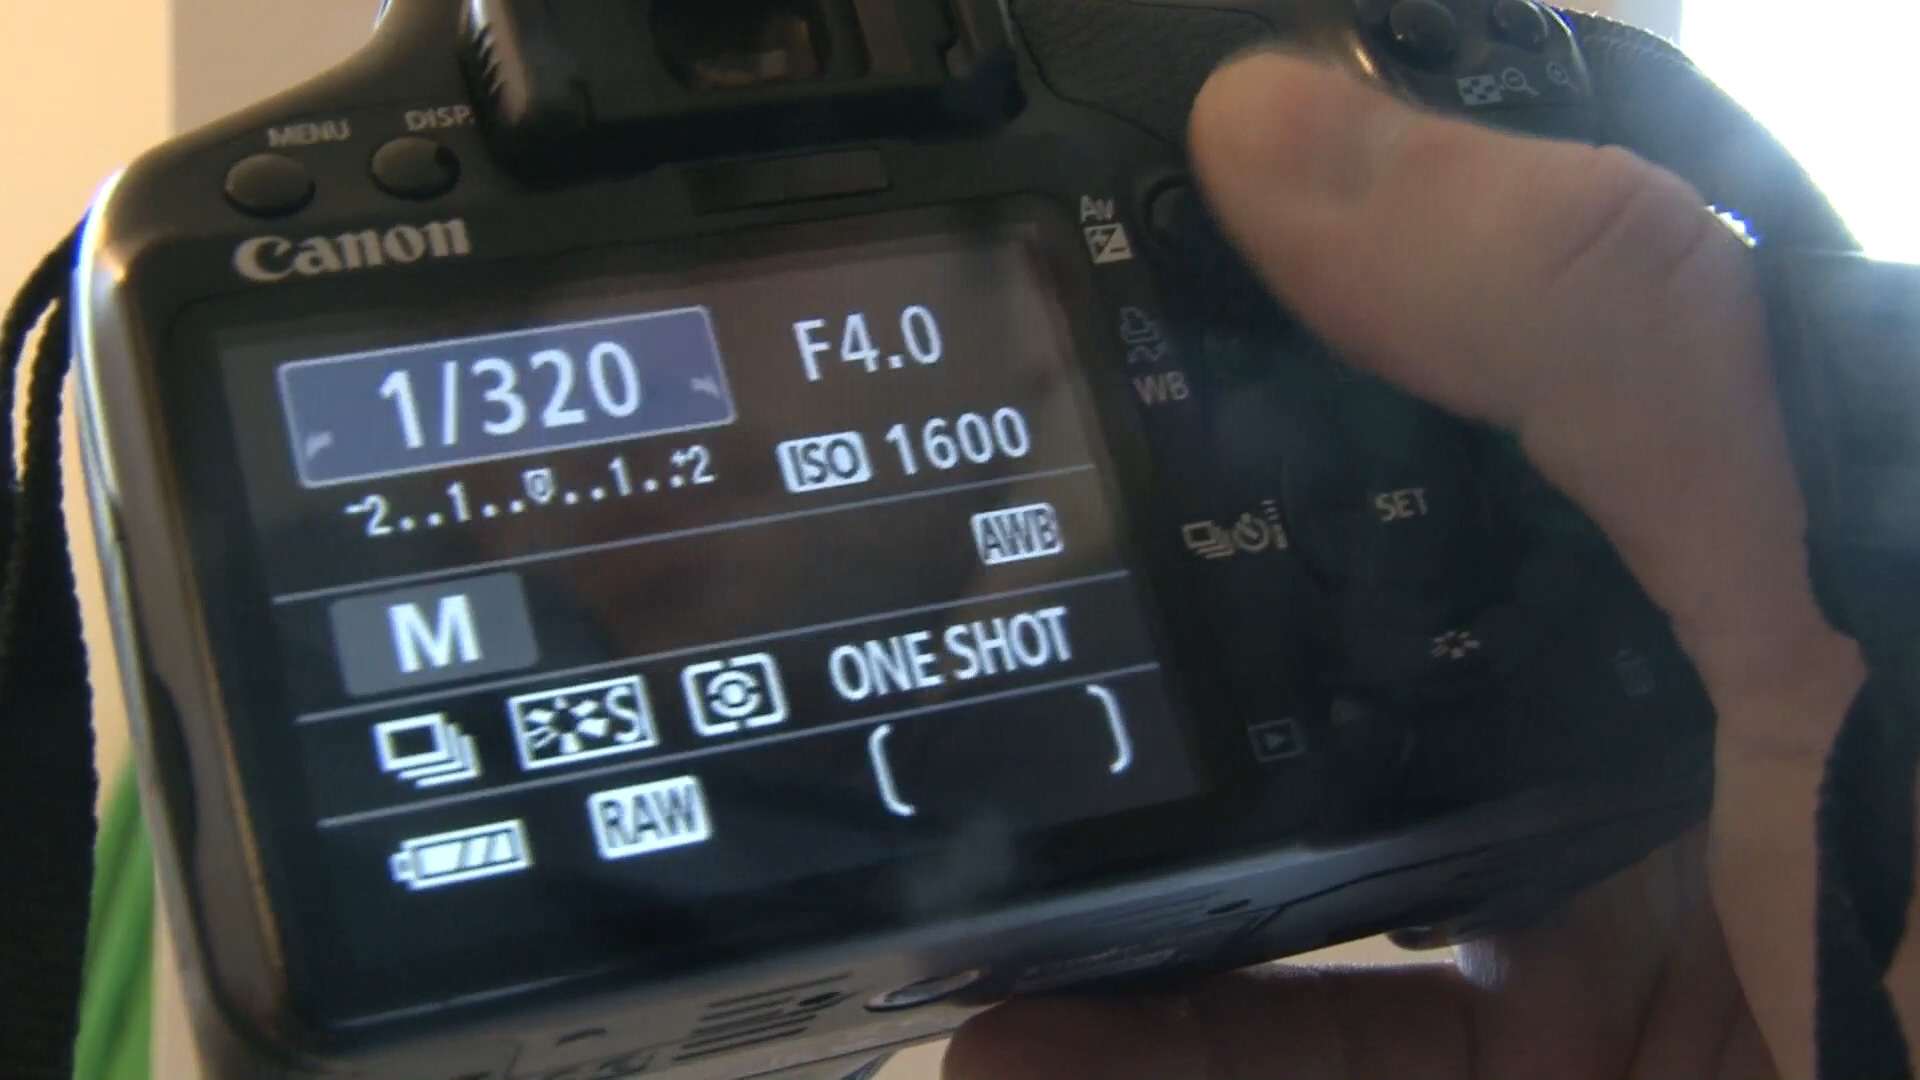 MENU DISP.
Canon
Av
1/320 F4.0
-2..1..0..1..+2 ISO 1600
WB
AWB
SET
M
S ONE SHOT
RAW [ ]